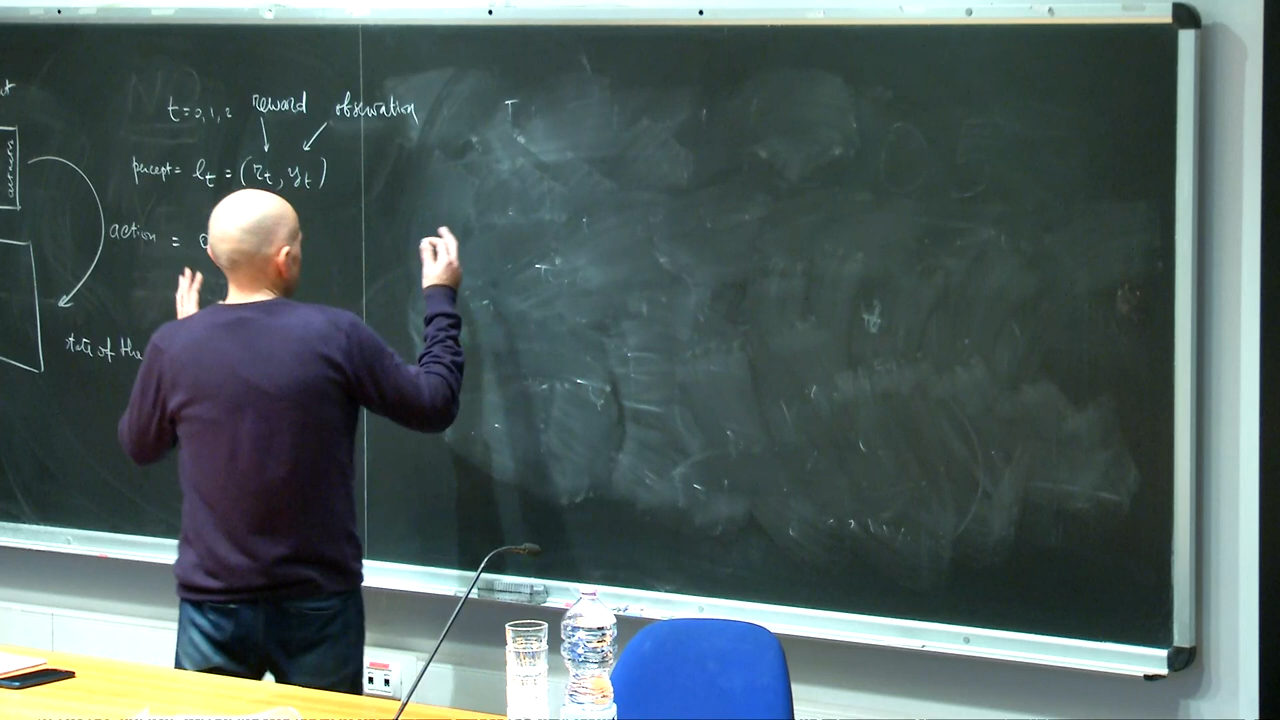 t = 0, 1, 2 reward observation
percept = e_t = (r_t, y_t)
action =
state of the
T